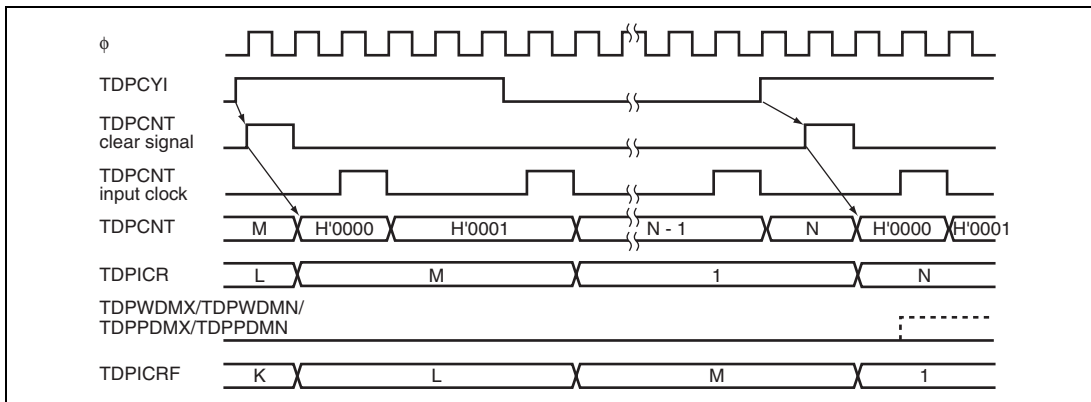 ϕ
TDPCYI
TDPCNT
clear signal
TDPCNT
input clock
TDPCNT M H'0000 H'0001 N - 1 N H'0000 H'0001
TDPICR L M 1 N
TDPWDMX/TDPWDMN/
TDPPDMX/TDPPDMN
TDPICRF K L M 1